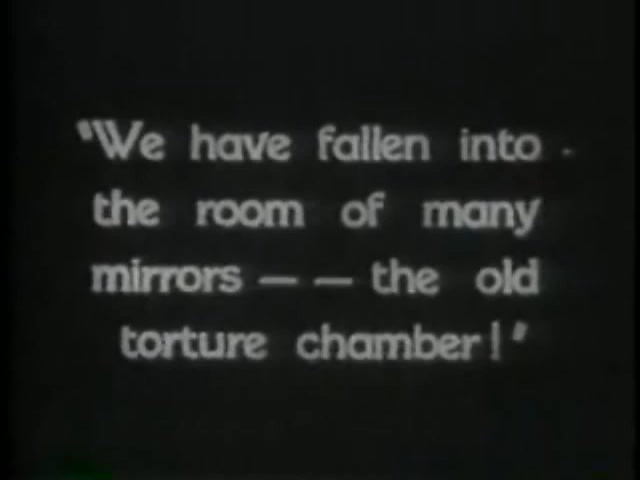 "We have fallen into
the room of many
mirrors — — the old
torture chamber!"